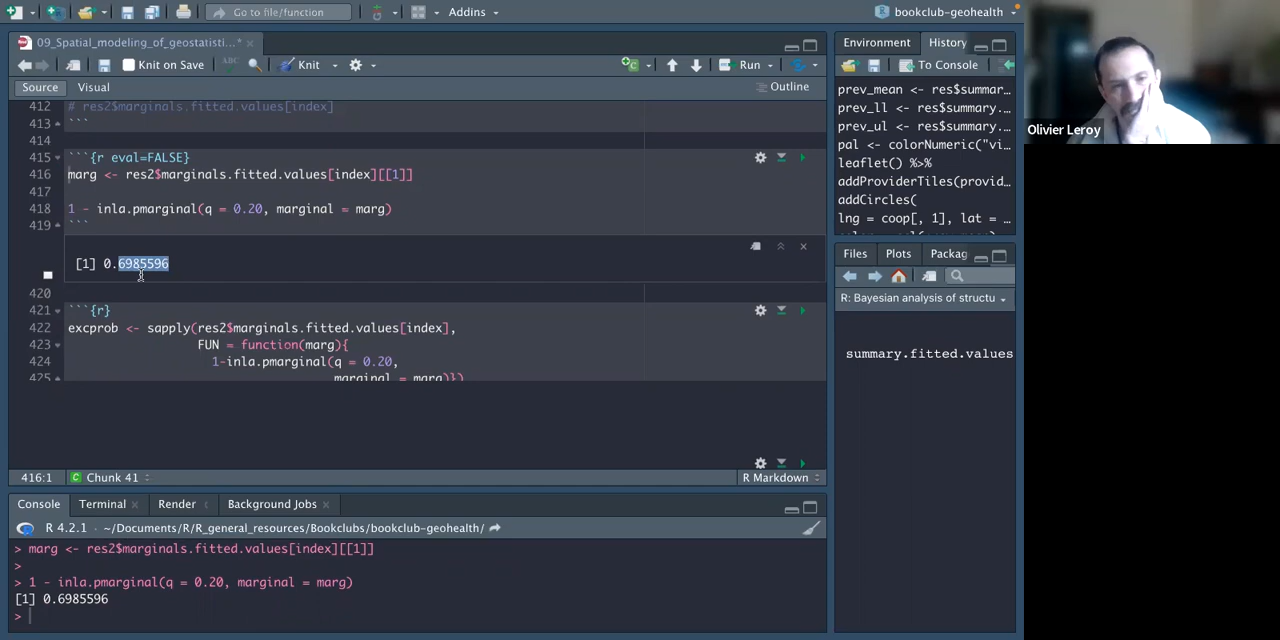 Go to file/function
Addins
bookclub-geohealth
09_Spatial_modeling_of_geostatisti...*
Knit on Save
Knit
Run
Source
Visual
Outline
412 # res2$marginals.fitted.values[index]
413 ```
414
415 ```{r eval=FALSE}
416 marg <- res2$marginals.fitted.values[index][[1]]
417
418 1 - inla.pmarginal(q = 0.20, marginal = marg)
419 ```
[1] 0.6985596
420
421 ```{r}
422 excprob <- sapply(res2$marginals.fitted.values[index],
423 FUN = function(marg){
424 1-inla.pmarginal(q = 0.20,
425 marginal = marg)})
416:1
Chunk 41
R Markdown
Console
Terminal
Render
Background Jobs
R 4.2.1 · ~/Documents/R/R_general_resources/Bookclubs/bookclub-geohealth/
> marg <- res2$marginals.fitted.values[index][[1]]
>
> 1 - inla.pmarginal(q = 0.20, marginal = marg)
[1] 0.6985596
>
Environment
History
To Console
prev_mean <- res$summar...
prev_ll <- res$summary....
prev_ul <- res$summary....
pal <- colorNumeric("vi...
leaflet() %>%
addProviderTiles(provid...
addCircles(
lng = coop[, 1], lat = ...
Files
Plots
Packag
R: Bayesian analysis of structu
summary.fitted.values
Olivier Leroy